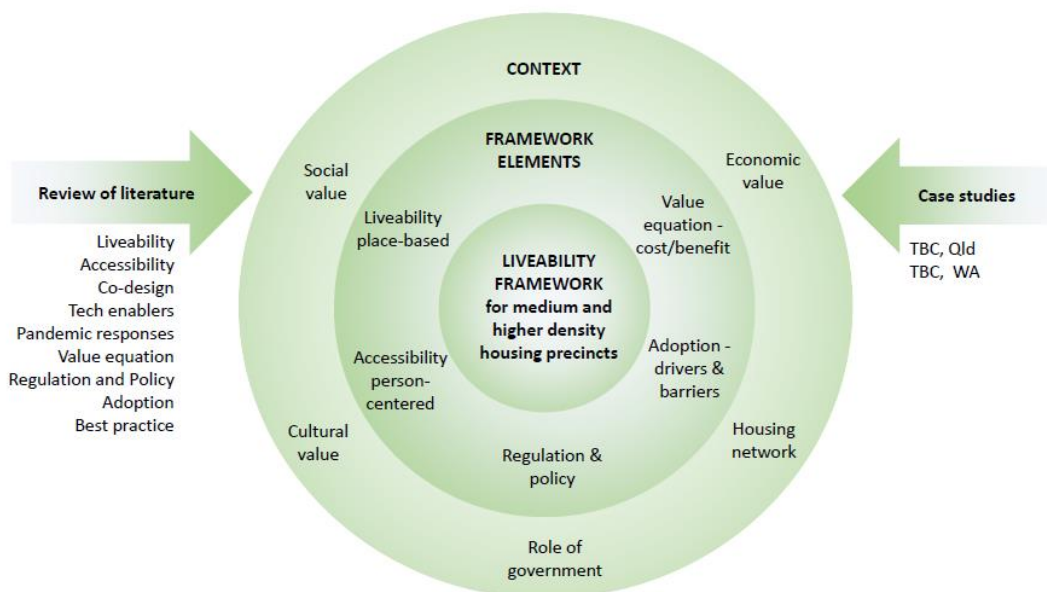 CONTEXT
FRAMEWORK
ELEMENTS
Social
value
Economic
value
Review of literature
Case studies
Liveability
place-based
Value
equation -
cost/benefit
Liveability
Accessibility
Co-design
Tech enablers
Pandemic responses
Value equation
Regulation and Policy
Adoption
Best practice
TBC, Qld
TBC, WA
LIVEABILITY
FRAMEWORK
for medium and
higher density
housing precincts
Accessibility
person-
centered
Adoption -
drivers &
barriers
Cultural
value
Housing
network
Regulation &
policy
Role of
government